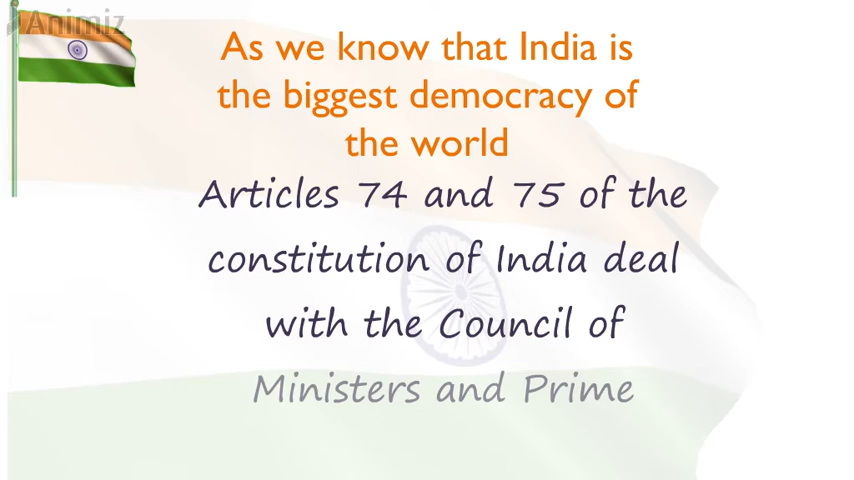 Animiz
As we know that India is
the biggest democracy of
the world
Articles 74 and 75 of the
constitution of India deal
with the Council of
Ministers and Prime